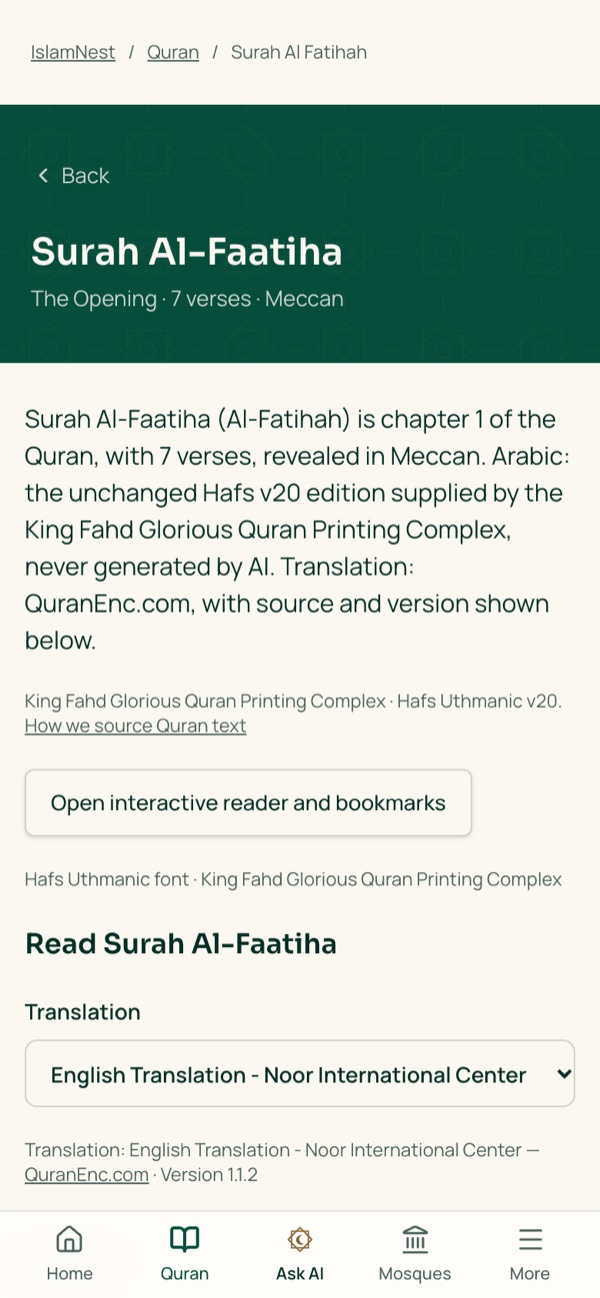 IslamNest / Quran / Surah Al Fatihah
Back
Surah Al-Faatiha
The Opening · 7 verses · Meccan
Surah Al-Faatiha (Al-Fatihah) is chapter 1 of the
Quran, with 7 verses, revealed in Meccan. Arabic:
the unchanged Hafs v20 edition supplied by the
King Fahd Glorious Quran Printing Complex,
never generated by AI. Translation:
QuranEnc.com, with source and version shown
below.
King Fahd Glorious Quran Printing Complex · Hafs Uthmanic v20.
How we source Quran text
Open interactive reader and bookmarks
Hafs Uthmanic font · King Fahd Glorious Quran Printing Complex
Read Surah Al-Faatiha
Translation
English Translation - Noor International Center
Translation: English Translation - Noor International Center —
QuranEnc.com · Version 1.1.2
Home Quran Ask AI Mosques More